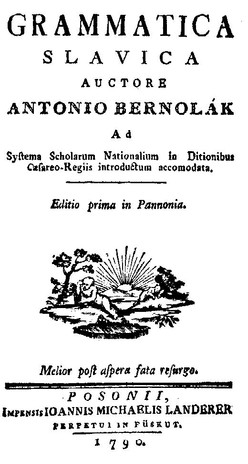 GRAMMATICA
SLAVICA
AUCTORE
ANTONIO BERNOLÁK
Ad
Syſtema Scholarum Nationalium in Ditionibus
Cæſareo-Regiis introductum accomodata.
Editio prima in Pannonia.
Melior poſt aſpera fata reſurgo.
POSONII,
IMPENSIS IOANNIS MICHAELIS LANDERER
PERPETUI IN FÜSKUT.
1790.